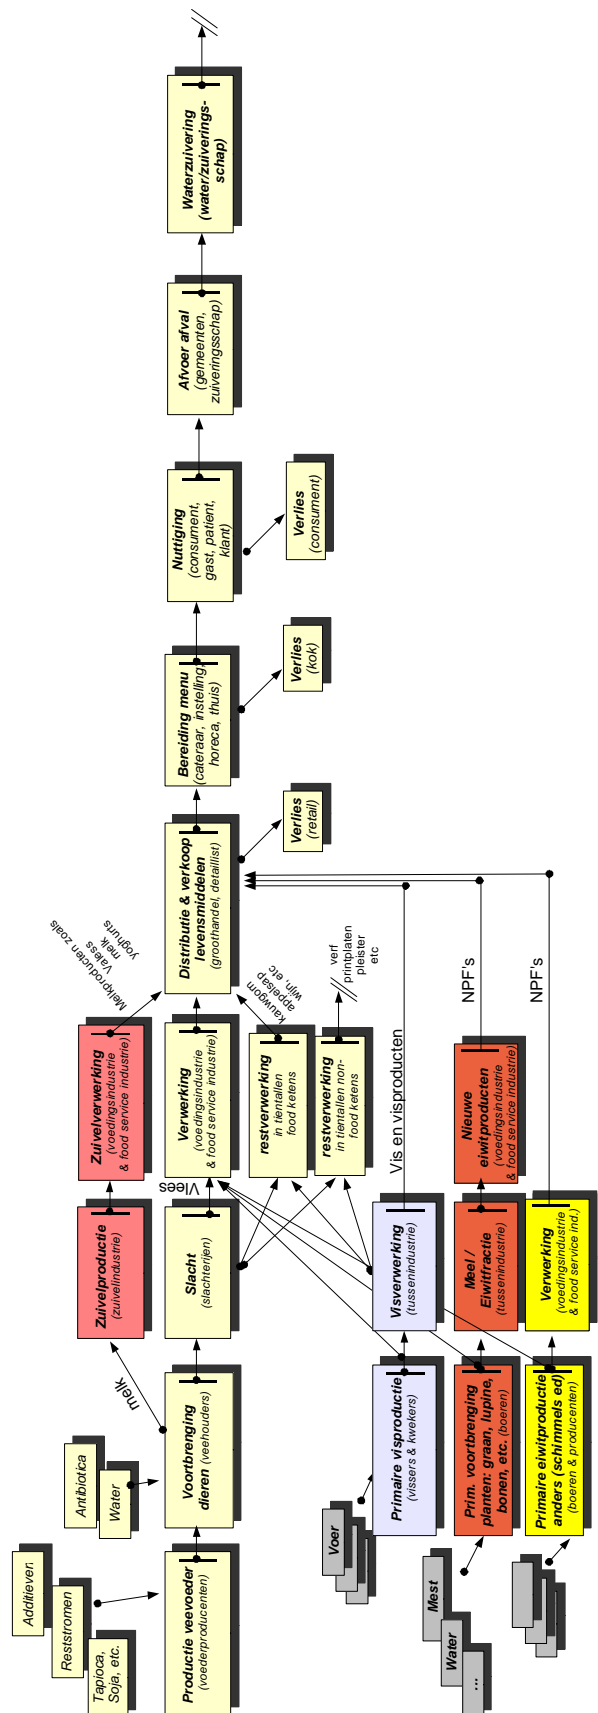 Additieven
Reststromen
Tapioca,
Soja, etc.
Productie veevoeder
(voederproducenten)
Antibiotica
Water
Voortbrenging
dieren (veehouders)
melk
Zuivelproductie
(zuivelindustrie)
Zuivelverwerking
(voedingsindustrie
& food service industrie)
Melkproducten zoals
Valess
melk
yoghurts
Slacht
(slachterijen)
Vlees
Verwerking
(voedingsindustrie
& food service industrie)
restverwerking
in tientallen
food ketens
kauwgom
appelsap
wijn, etc
restverwerking
in tientallen non-
food ketens
verf
printplaten
pleister
etc
Distributie & verkoop
levensmiddelen
(groothandel, detaillist)
Verlies
(retail)
Bereiding menu
(cateraar, instelling,
horeca, thuis)
Verlies
(kok)
Nuttiging
(consument,
gast, patient,
klant)
Verlies
(consument)
Afvoer afval
(gemeenten,
zuiveringsschap)
Waterzuivering
(water/zuiverings-
schap)
Voer
Primaire visproductie
(vissers & kwekers)
Visverwerking
(tussenindustrie)
Vis en visproducten
Mest
Water
...
Prim. voortbrenging
planten: graan, lupine,
bonen, etc. (boeren)
Meel /
Eiwitfractie
(tussenindustrie)
Nieuwe
eiwitproducten
(voedingsindustrie
& food service industrie)
NPF's
Primaire eiwitproductie
anders (schimmels ed)
(boeren & producenten)
Verwerking
(voedingsindustrie
& food service ind.)
NPF's